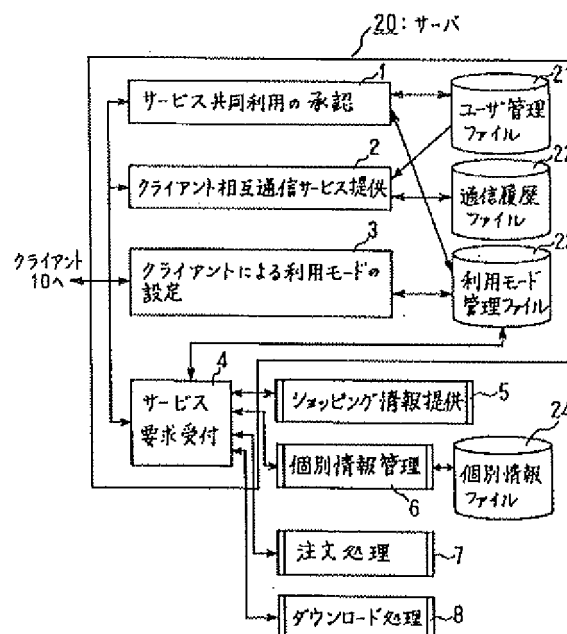 20:サーバ
1
サービス共同利用の承認
21
ユーザ管理
ファイル
2
クライアント相互通信サービス提供
22
通信履歴
ファイル
3
クライアントによる利用モードの
設定
23
利用モード
管理ファイル
クライアント
10へ
4
サービス
要求受付
ショッピング情報提供
5
個別情報管理
6
24
個別情報
ファイル
注文処理
7
ダウンロード処理
8